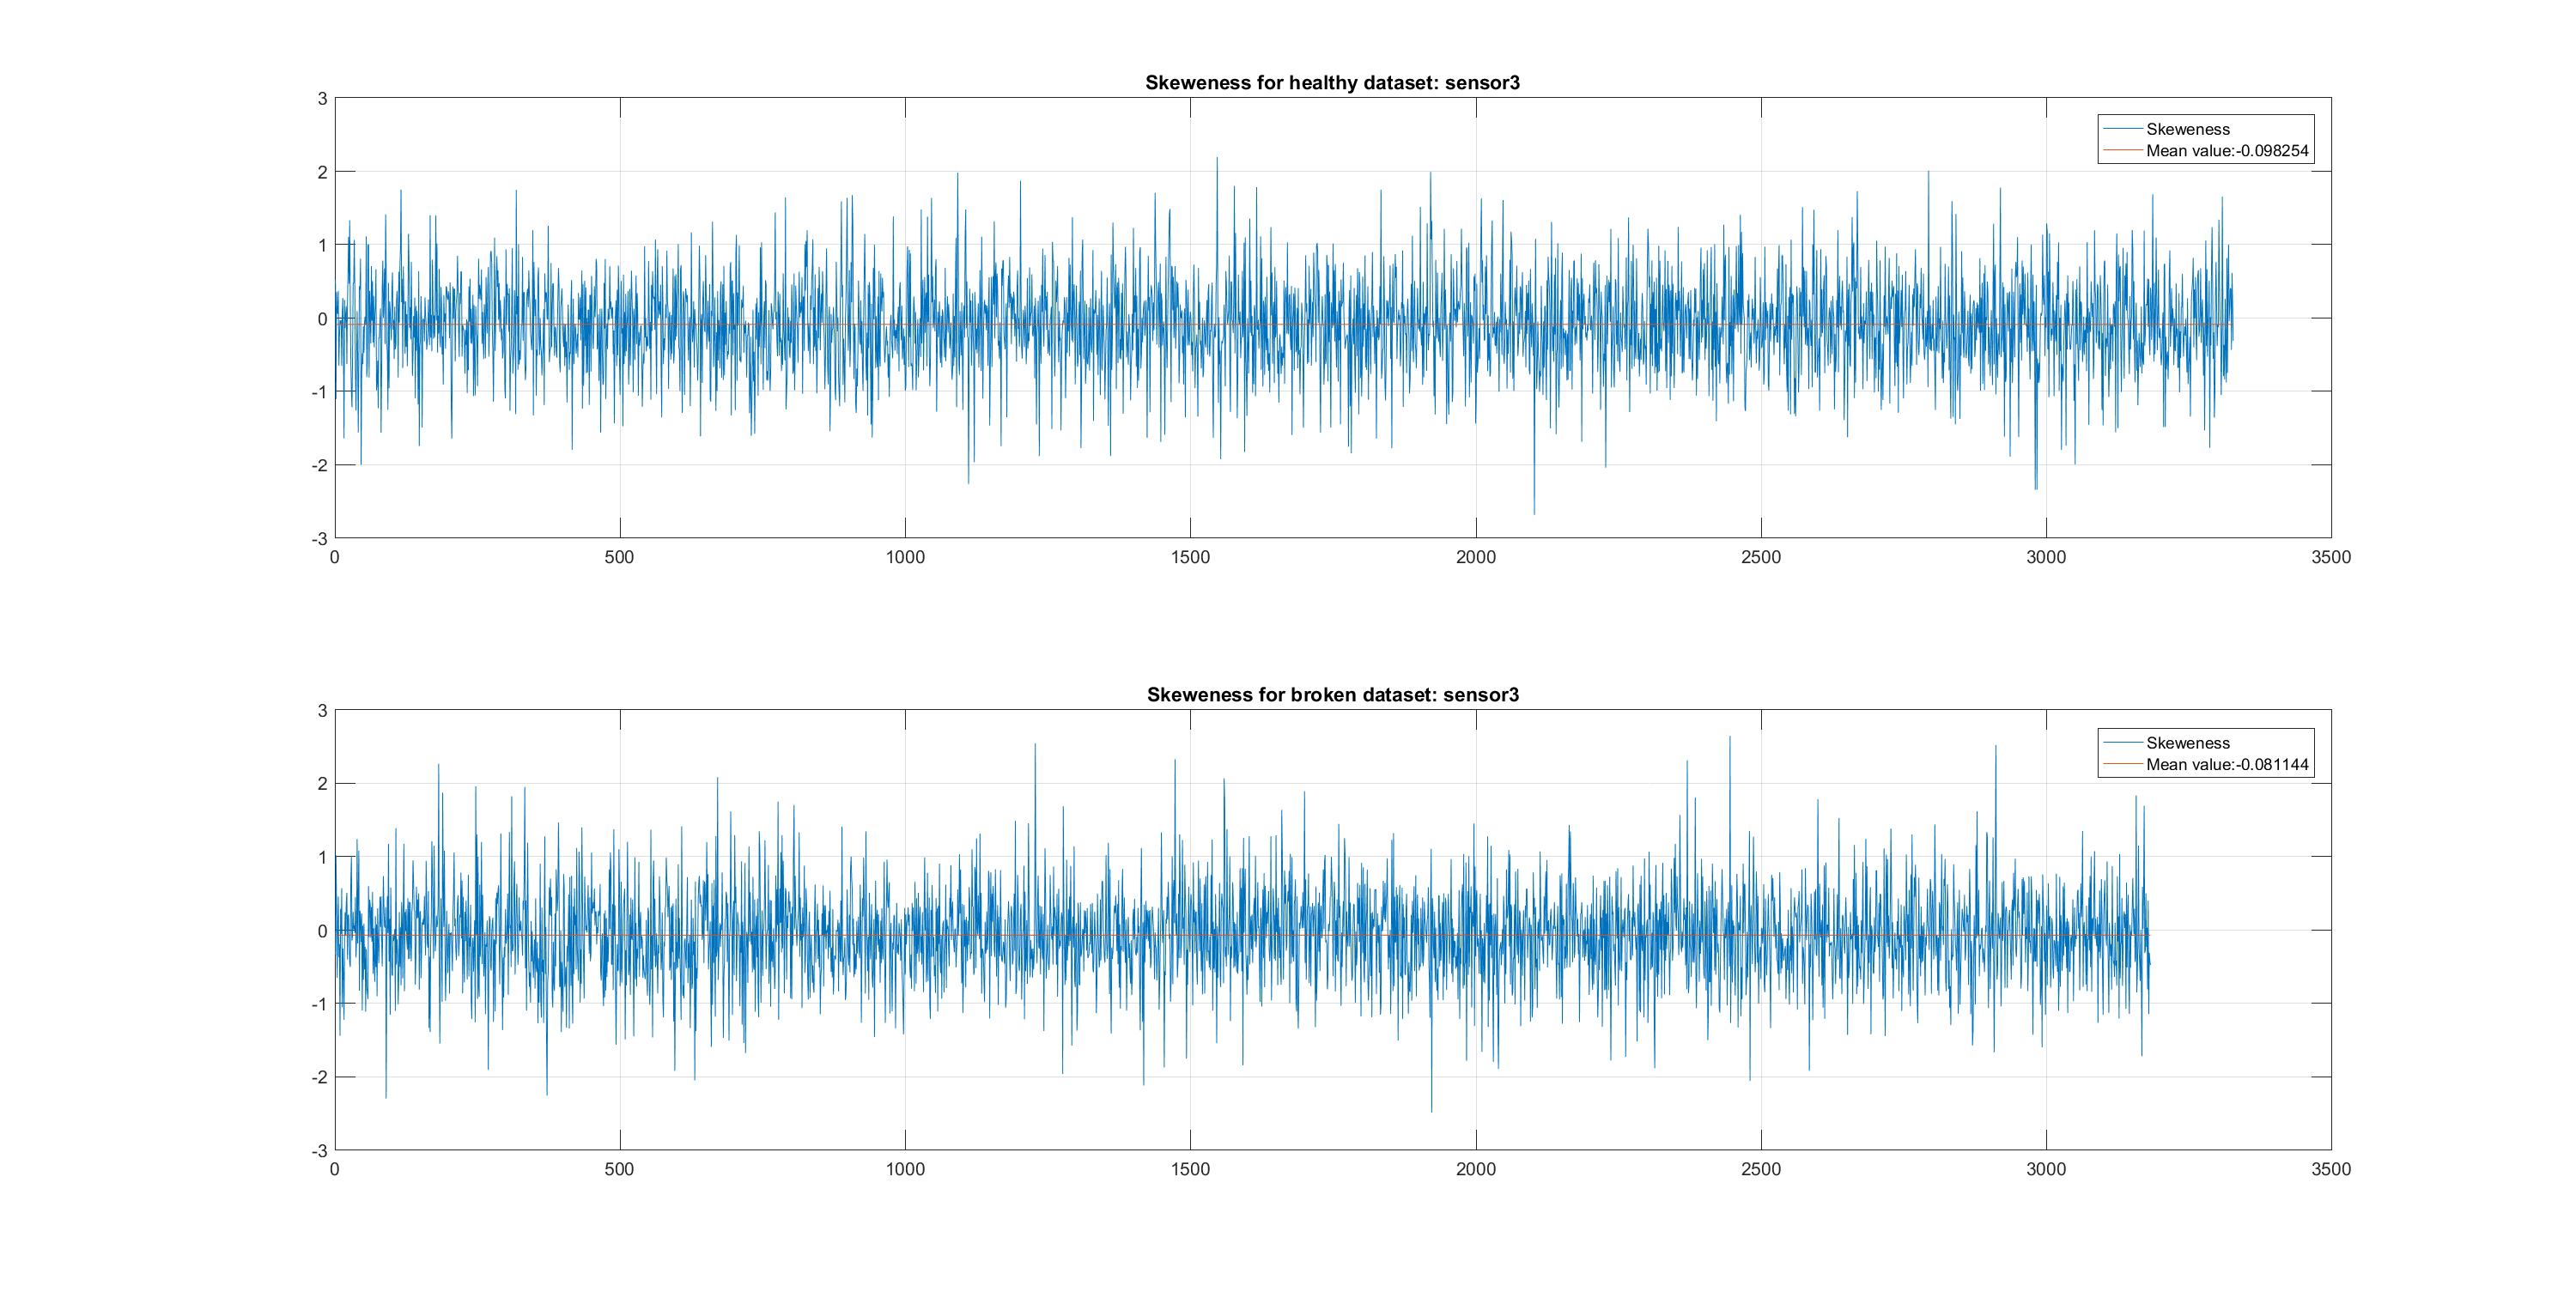 Skeweness for healthy dataset: sensor3
3
2
1
0
-1
-2
-3
Skeweness
Mean value:-0.098254
0 500 1000 1500 2000 2500 3000 3500
Skeweness for broken dataset: sensor3
3
2
1
0
-1
-2
-3
Skeweness
Mean value:-0.081144
0 500 1000 1500 2000 2500 3000 3500